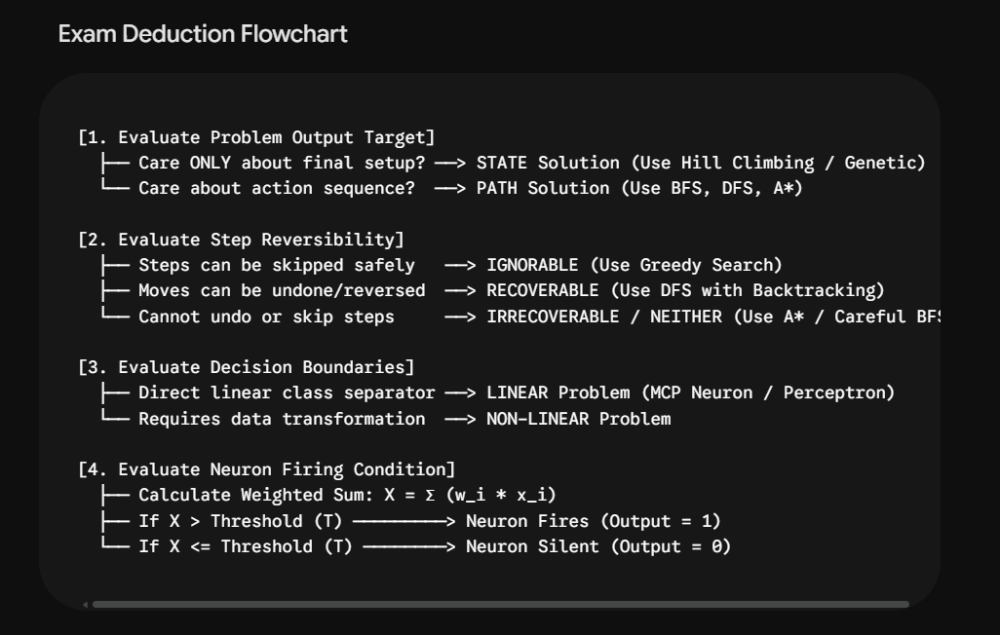 Exam Deduction Flowchart
[1. Evaluate Problem Output Target]
├── Care ONLY about final setup? ──> STATE Solution (Use Hill Climbing / Genetic)
└── Care about action sequence?  ──> PATH Solution (Use BFS, DFS, A*)
[2. Evaluate Step Reversibility]
├── Steps can be skipped safely   ──> IGNORABLE (Use Greedy Search)
├── Moves can be undone/reversed  ──> RECOVERABLE (Use DFS with Backtracking)
└── Cannot undo or skip steps     ──> IRRECOVERABLE / NEITHER (Use A* / Careful BFS
[3. Evaluate Decision Boundaries]
├── Direct linear class separator ──> LINEAR Problem (MCP Neuron / Perceptron)
└── Requires data transformation  ──> NON-LINEAR Problem
[4. Evaluate Neuron Firing Condition]
├── Calculate Weighted Sum: X = Σ (w_i * x_i)
├── If X > Threshold (T) ─────────> Neuron Fires (Output = 1)
└── If X <= Threshold (T) ────────> Neuron Silent (Output = 0)